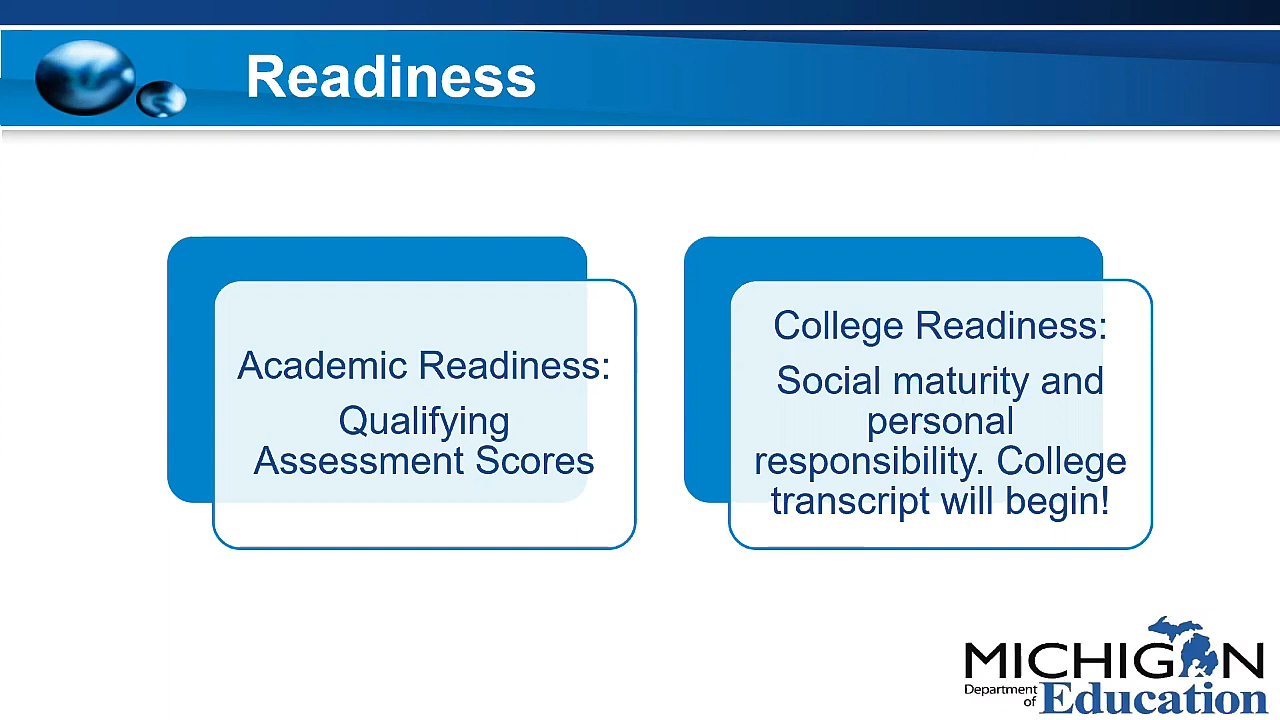 Readiness
Academic Readiness:
Qualifying
Assessment Scores
College Readiness:
Social maturity and
personal
responsibility. College
transcript will begin!
MICHIGAN
Department
of Education